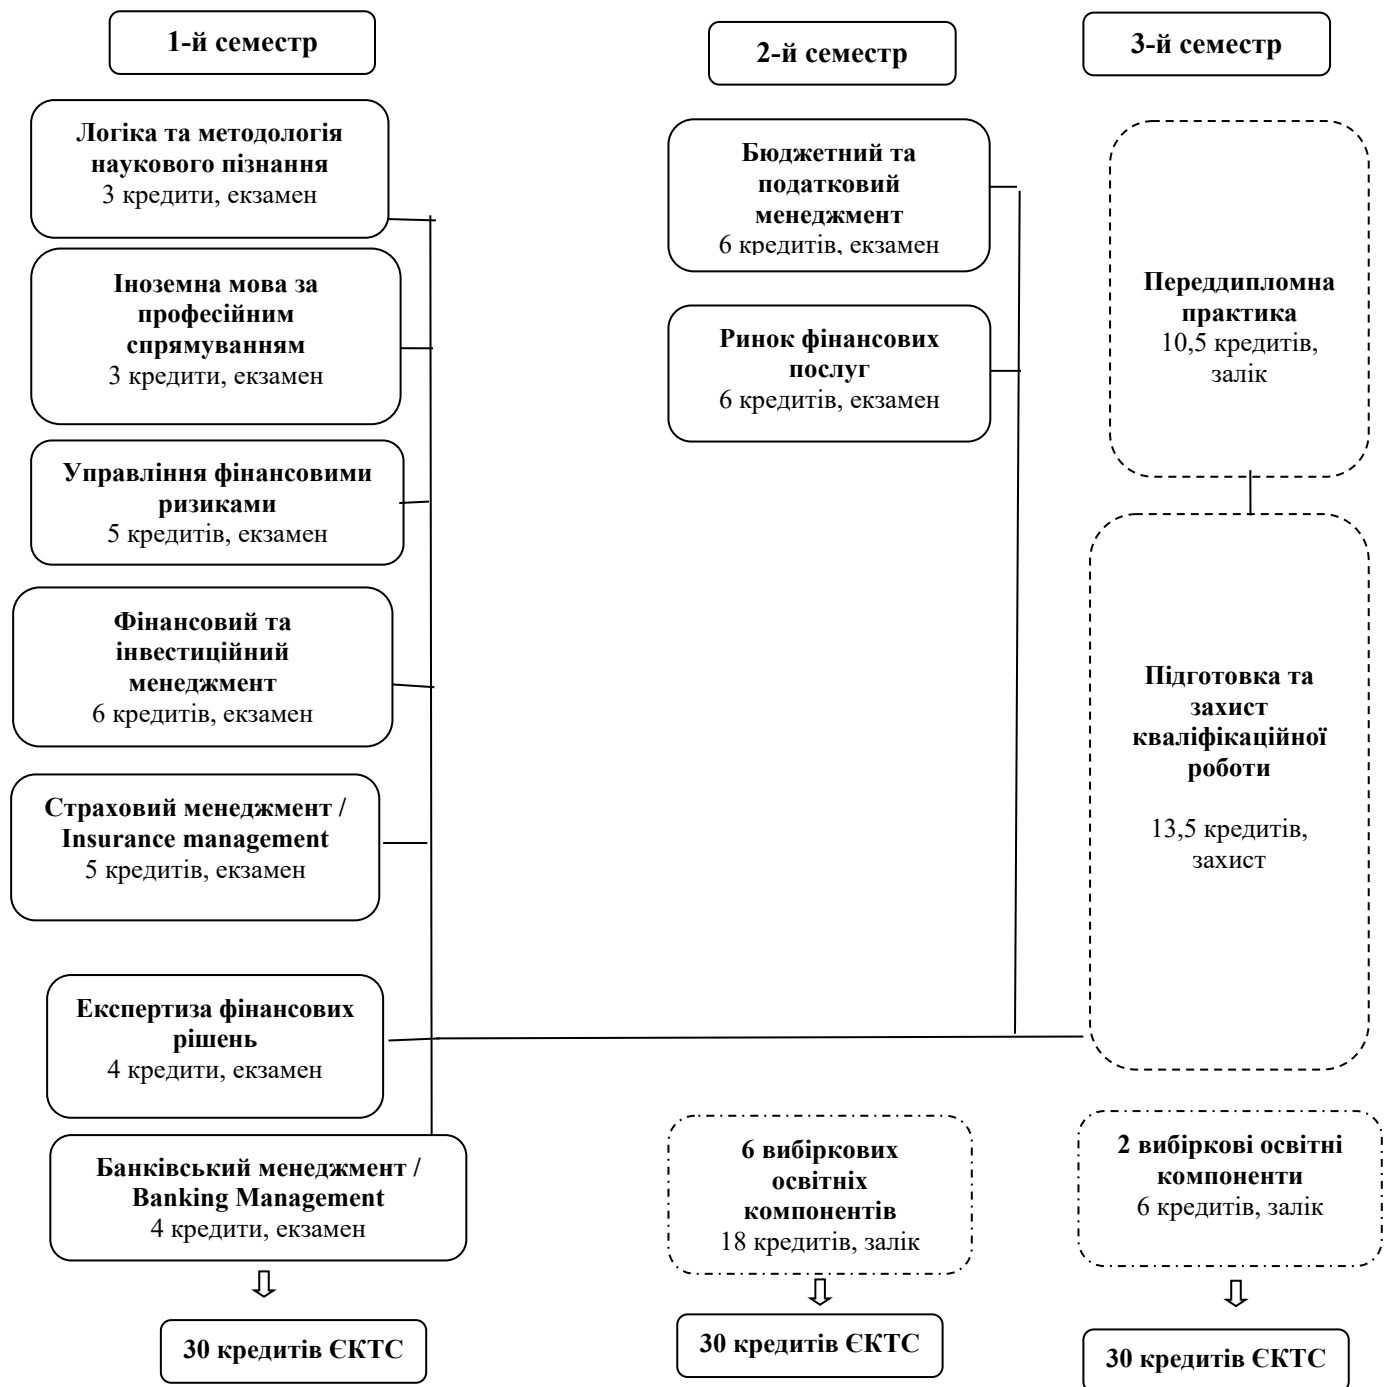 1-й семестр
Логіка та методологія
наукового пізнання
3 кредити, екзамен
Іноземна мова за
професійним
спрямуванням
3 кредити, екзамен
Управління фінансовими
ризиками
5 кредитів, екзамен
Фінансовий та
інвестиційний
менеджмент
6 кредитів, екзамен
Страховий менеджмент /
Insurance management
5 кредитів, екзамен
Експертиза фінансових
рішень
4 кредити, екзамен
Банківський менеджмент /
Banking Management
4 кредити, екзамен
30 кредитів ЄКТС
2-й семестр
Бюджетний та
податковий
менеджмент
6 кредитів, екзамен
Ринок фінансових
послуг
6 кредитів, екзамен
6 вибіркових
освітніх
компонентів
18 кредитів, залік
30 кредитів ЄКТС
3-й семестр
Переддипломна
практика
10,5 кредитів,
залік
Підготовка та
захист
кваліфікаційної
роботи
13,5 кредитів,
захист
2 вибіркові освітні
компоненти
6 кредитів, залік
30 кредитів ЄКТС